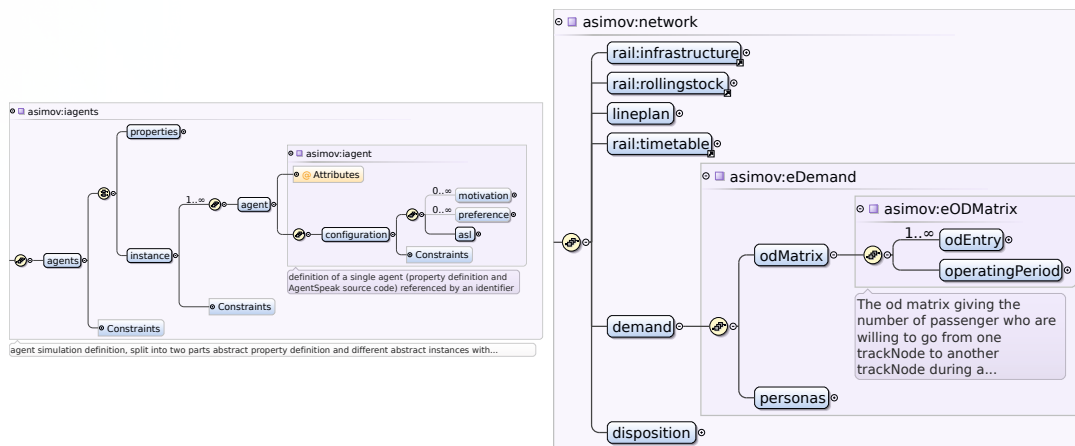 asimov:iagents
properties
asimov:iagent
@ Attributes
0..∞
motivation
1..∞
agent
0..∞
preference
configuration
asl
agents
instance
Constraints
definition of a single agent (property definition and
AgentSpeak source code) referenced by an identifier
Constraints
Constraints
agent simulation definition, split into two parts abstract property definition and different abstract instances with...
asimov:network
rail:infrastructure
rail:rollingstock
lineplan
rail:timetable
asimov:eDemand
asimov:eODMatrix
1..∞
odEntry
odMatrix
operatingPeriod
The od matrix giving the
number of passenger who are
willing to go from one
trackNode to another
trackNode during a...
demand
personas
disposition